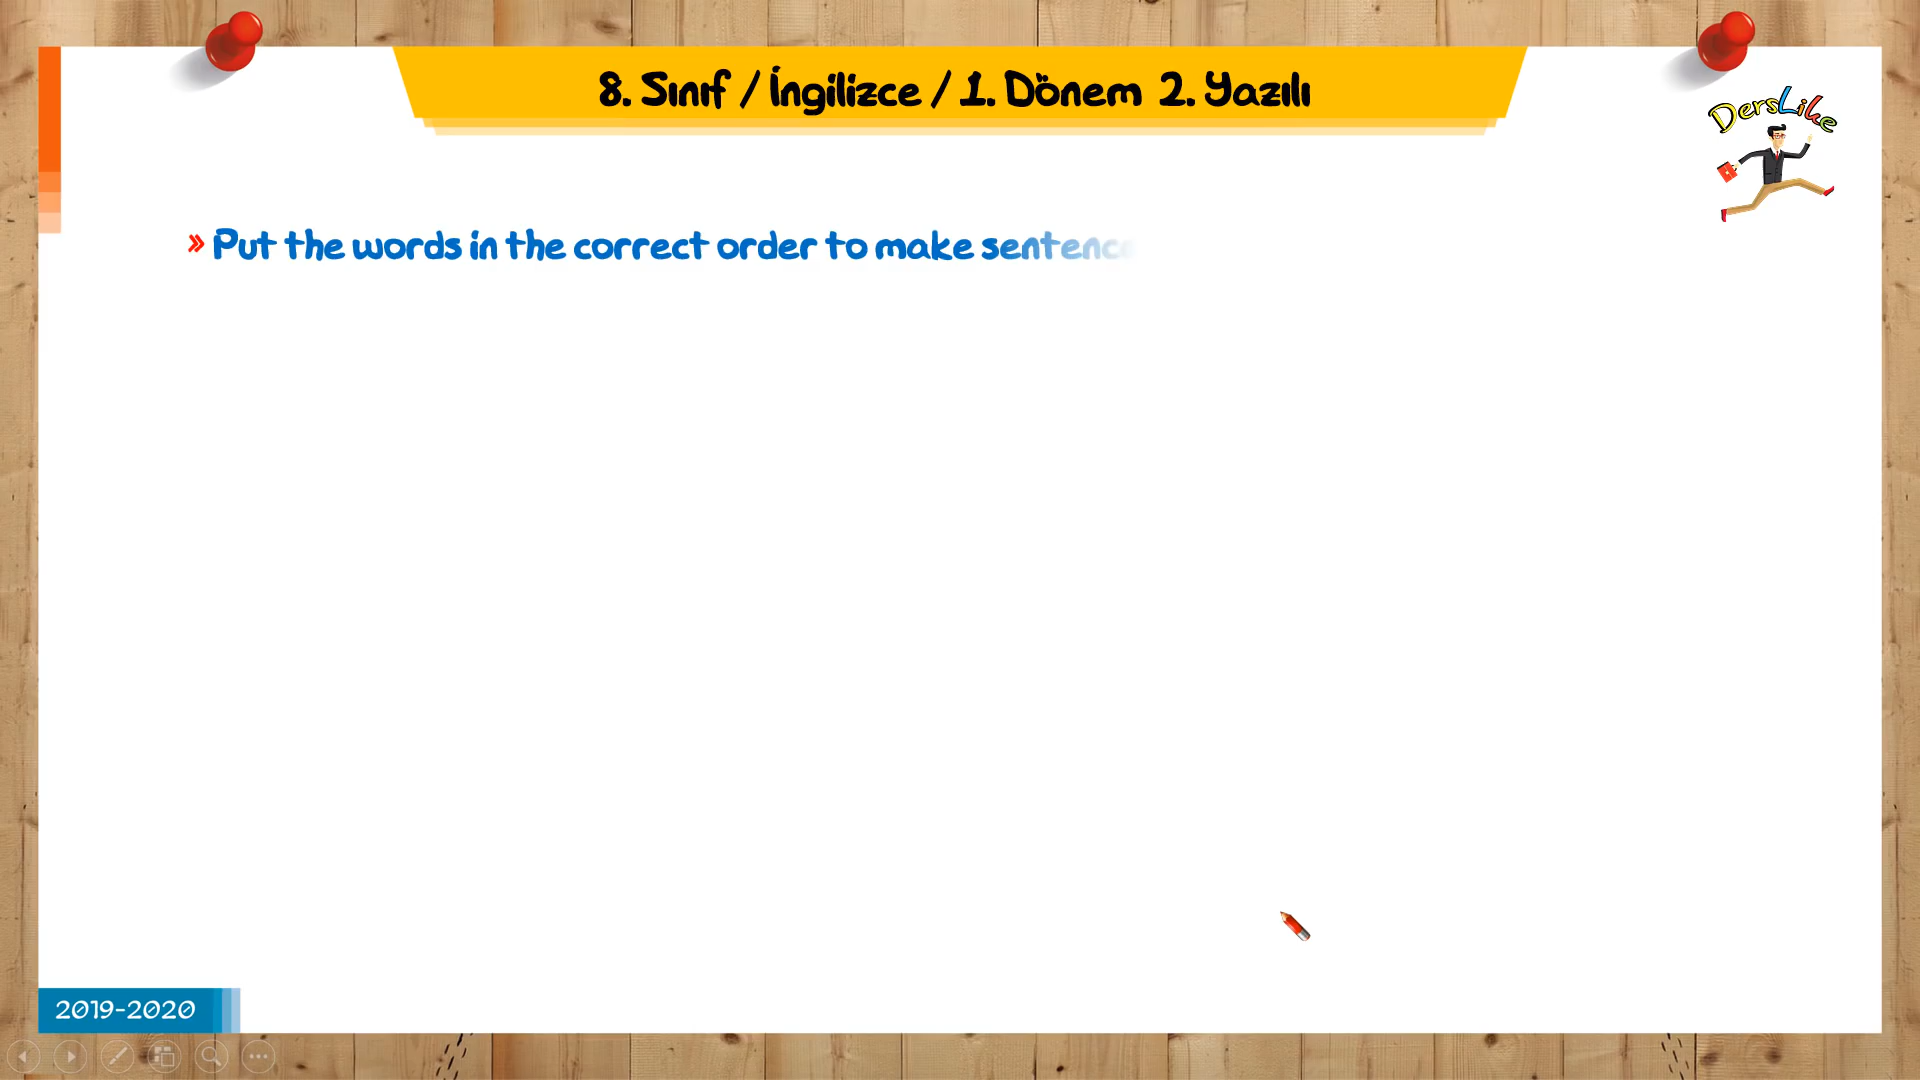 8. Sınıf / İngilizce / 1. Dönem 2. Yazılı
DersLike
» Put the words in the correct order to make sentenc
2019-2020